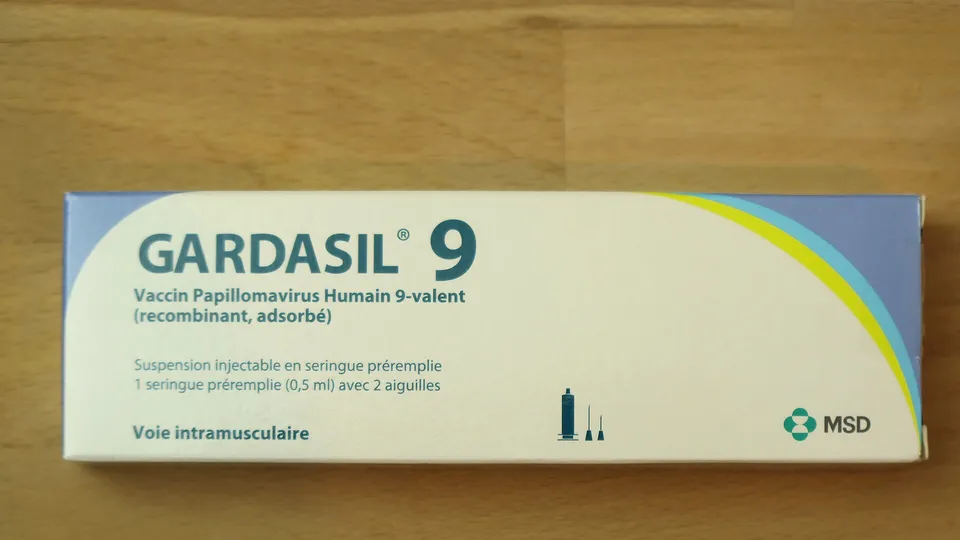 GARDASIL® 9
Vaccin Papillomavirus Humain 9-valent
(recombinant, adsorbé)
Suspension injectable en seringue préremplie
1 seringue préremplie (0,5 ml) avec 2 aiguilles
Voie intramusculaire
MSD